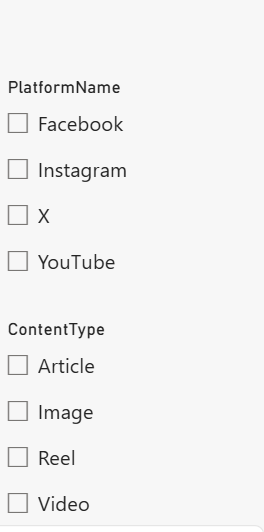 PlatformName
Facebook
Instagram
X
YouTube
ContentType
Article
Image
Reel
Video